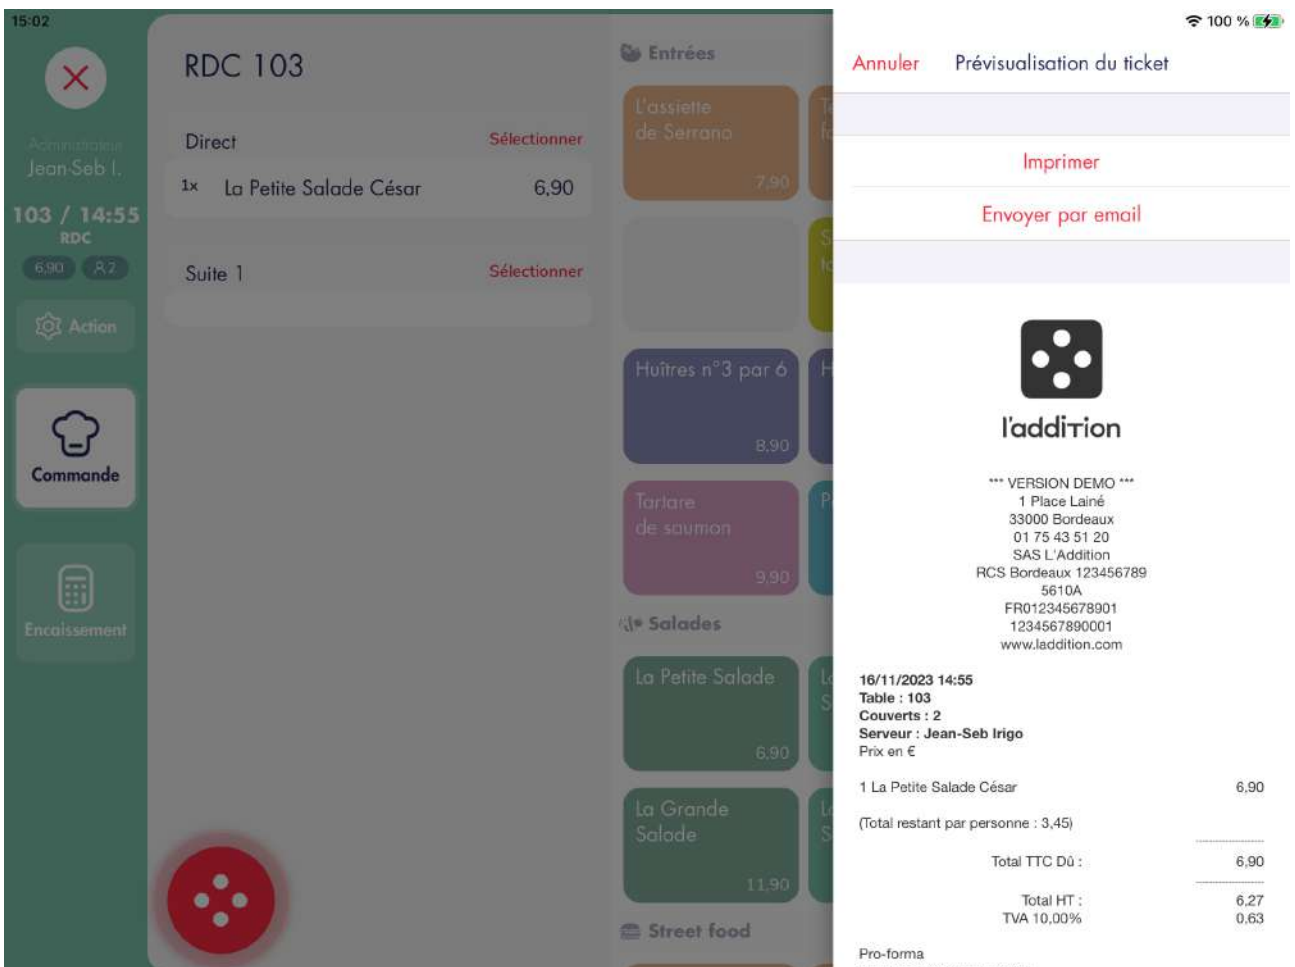 15:02
100 %
Administrateur
Jean-Seb I.
103 / 14:55
RDC
6,90
2
Action
Commande
Encaissement
RDC 103
Direct
Sélectionner
1x La Petite Salade César 6,90
Suite 1
Sélectionner
Entrées
L'assiette
de Serrano
7,90
Huîtres n°3 par 6
8,90
Tartare
de saumon
9,90
Salades
La Petite Salade
6,90
La Grande
Salade
11,90
Street food
Annuler
Prévisualisation du ticket
Imprimer
Envoyer par email
l'addition
*** VERSION DEMO ***
1 Place Lainé
33000 Bordeaux
01 75 43 51 20
SAS L'Addition
RCS Bordeaux 123456789
5610A
FR012345678901
1234567890001
www.laddition.com
16/11/2023 14:55
Table : 103
Couverts : 2
Serveur : Jean-Seb Irigo
Prix en €
1 La Petite Salade César 6,90
(Total restant par personne : 3,45)
Total TTC Dû : 6,90
Total HT : 6,27
TVA 10,00% 0,63
Pro-forma